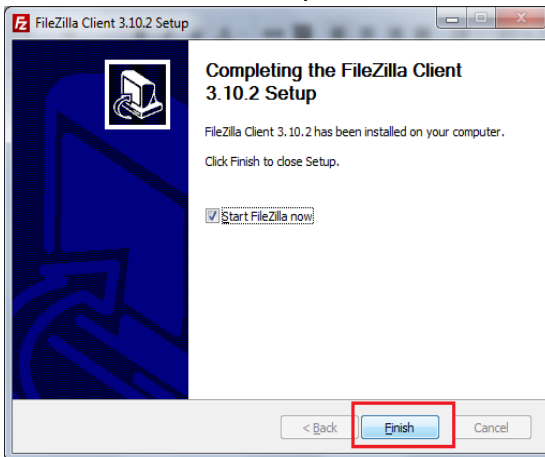 FileZilla Client 3.10.2 Setup
Completing the FileZilla Client
3.10.2 Setup
FileZilla Client 3.10.2 has been installed on your computer.
Click Finish to close Setup.
Start FileZilla now
< Back Finish Cancel